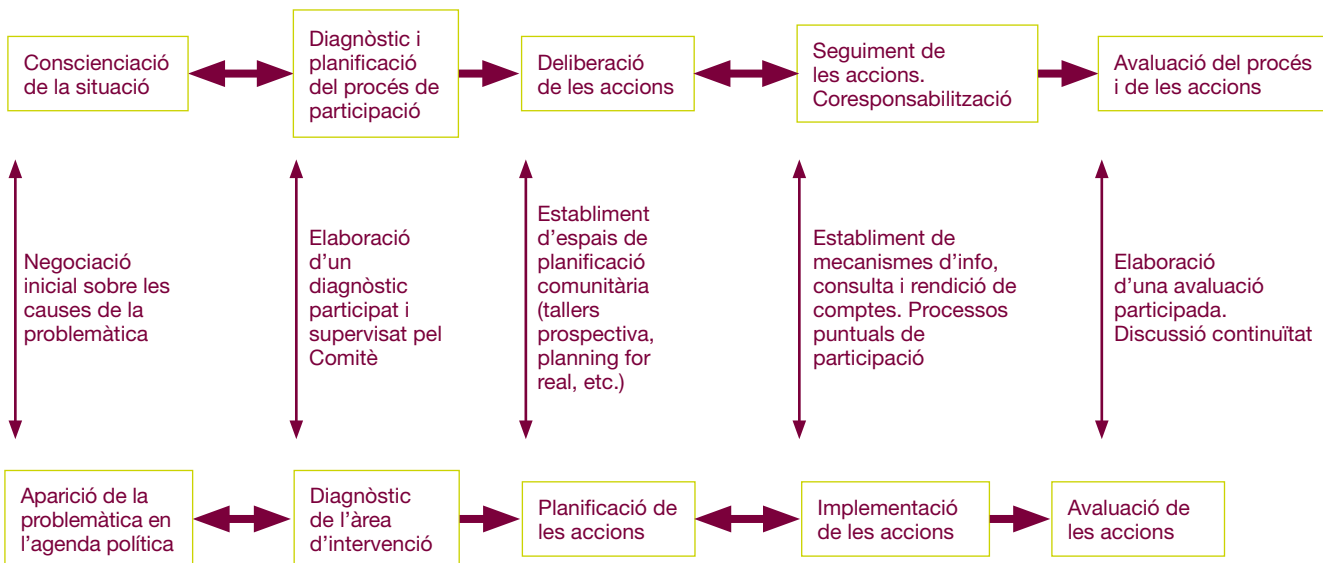 Conscienciació
de la situació
Diagnòstic i
planificació
del procés de
participació
Deliberació
de les accions
Seguiment de
les accions.
Coresponsabilització
Avaluació del procés
i de les accions
Negociació
inicial sobre les
causes de la
problemàtica
Elaboració
d’un
diagnòstic
participat i
supervisat pel
Comitè
Establiment
d’espais de
planificació
comunitària
(tallers
prospectiva,
planning for
real, etc.)
Establiment de
mecanismes d’info,
consulta i rendició de
comptes. Processos
puntuals de
participació
Elaboració
d’una avaluació
participada.
Discussió continuïtat
Aparició de la
problemàtica en
l’agenda política
Diagnòstic
de l’àrea
d’intervenció
Planificació de
les accions
Implementació
de les accions
Avaluació de
les accions